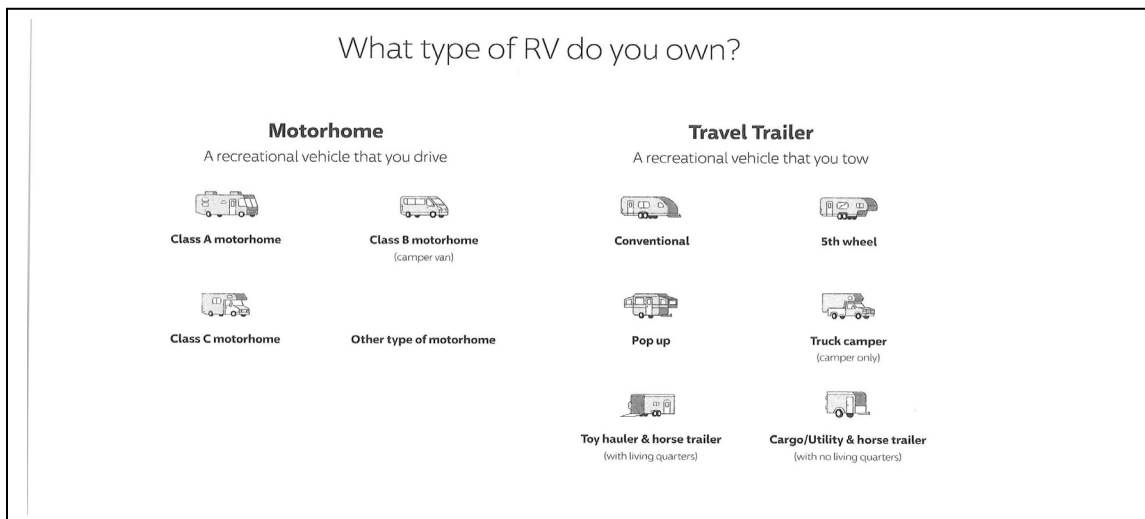 What type of RV do you own?
Motorhome
A recreational vehicle that you drive
Class A motorhome
Class B motorhome
(camper van)
Class C motorhome
Other type of motorhome
Travel Trailer
A recreational vehicle that you tow
Conventional
5th wheel
Pop up
Truck camper
(camper only)
Toy hauler & horse trailer
(with living quarters)
Cargo/Utility & horse trailer
(with no living quarters)